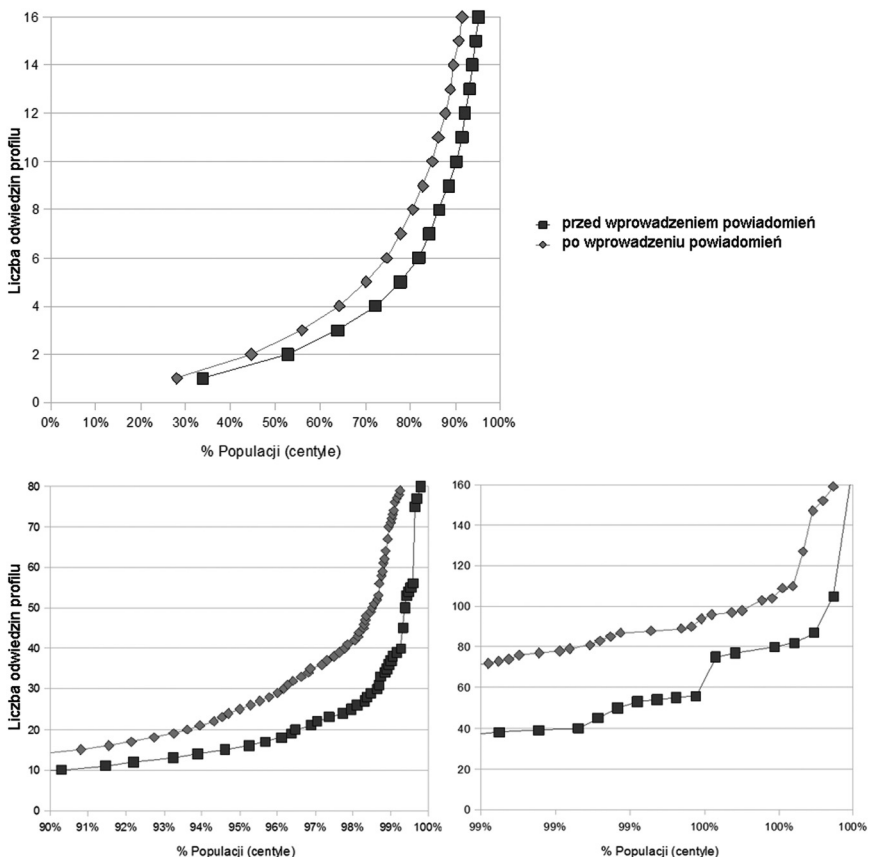 Liczba odwiedzin profilu
16
14
12
10
8
6
4
2
0
0% 10% 20% 30% 40% 50% 60% 70% 80% 90% 100%
% Populacji (centyle)
przed wprowadzeniem powiadomień
po wprowadzeniu powiadomień
Liczba odwiedzin profilu
80
70
60
50
40
30
20
10
0
90% 91% 92% 93% 94% 95% 96% 97% 98% 99% 100%
% Populacji (centyle)
160
140
120
100
80
60
40
20
0
99% 99% 99% 100% 100% 100%
% Populacji (centyle)